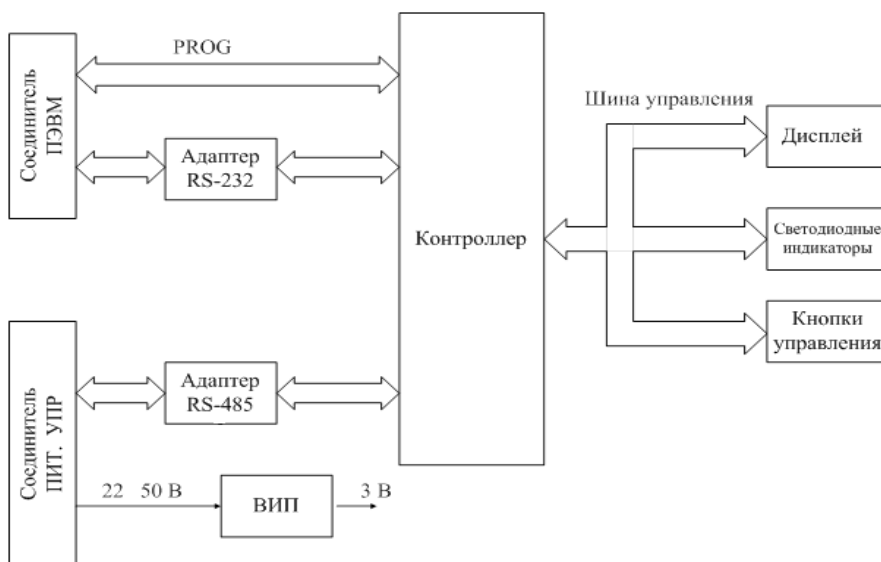 PROG
Соединитель
ПЭВМ
Адаптер
RS-232
Контроллер
Шина управления
Дисплей
Светодиодные
индикаторы
Кнопки
управления
Соединитель
ПИТ. УПР
Адаптер
RS-485
22 50 В
ВИП
3 В